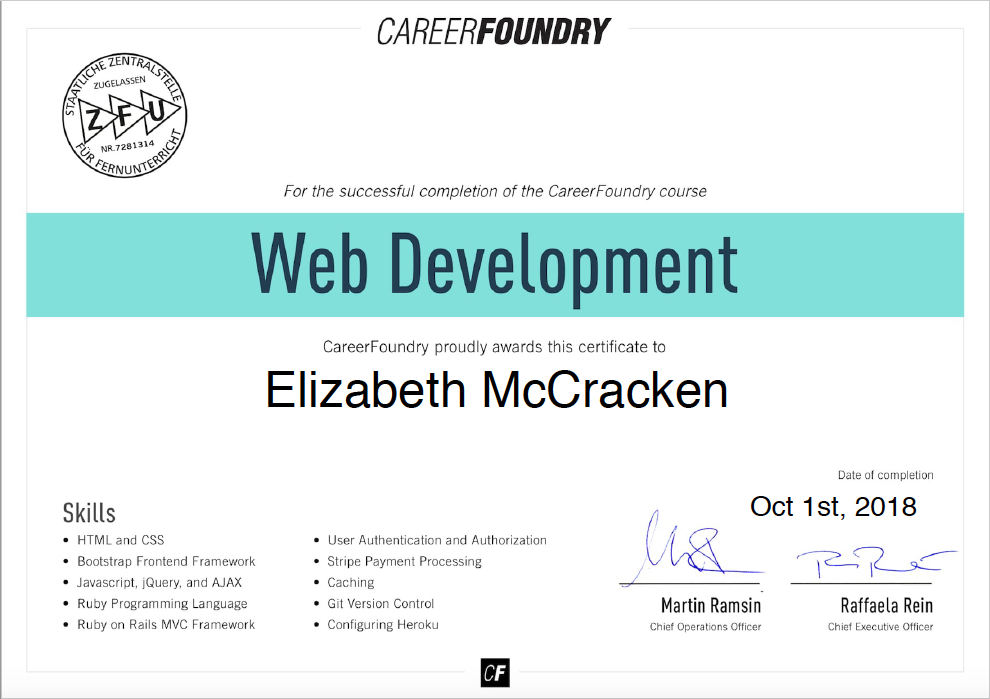 CAREERFOUNDRY
STAATLICHE ZENTRALSTELLE
ZUGELASSEN
ZFU
NR.7281314
FÜR FERNUNTERRICHT
For the successful completion of the CareerFoundry course
Web Development
CareerFoundry proudly awards this certificate to
Elizabeth McCracken
Date of completion
Oct 1st, 2018
Skills
• HTML and CSS
• Bootstrap Frontend Framework
• Javascript, jQuery, and AJAX
• Ruby Programming Language
• Ruby on Rails MVC Framework
• User Authentication and Authorization
• Stripe Payment Processing
• Caching
• Git Version Control
• Configuring Heroku
Martin Ramsin
Chief Operations Officer
Raffaela Rein
Chief Executive Officer
CF